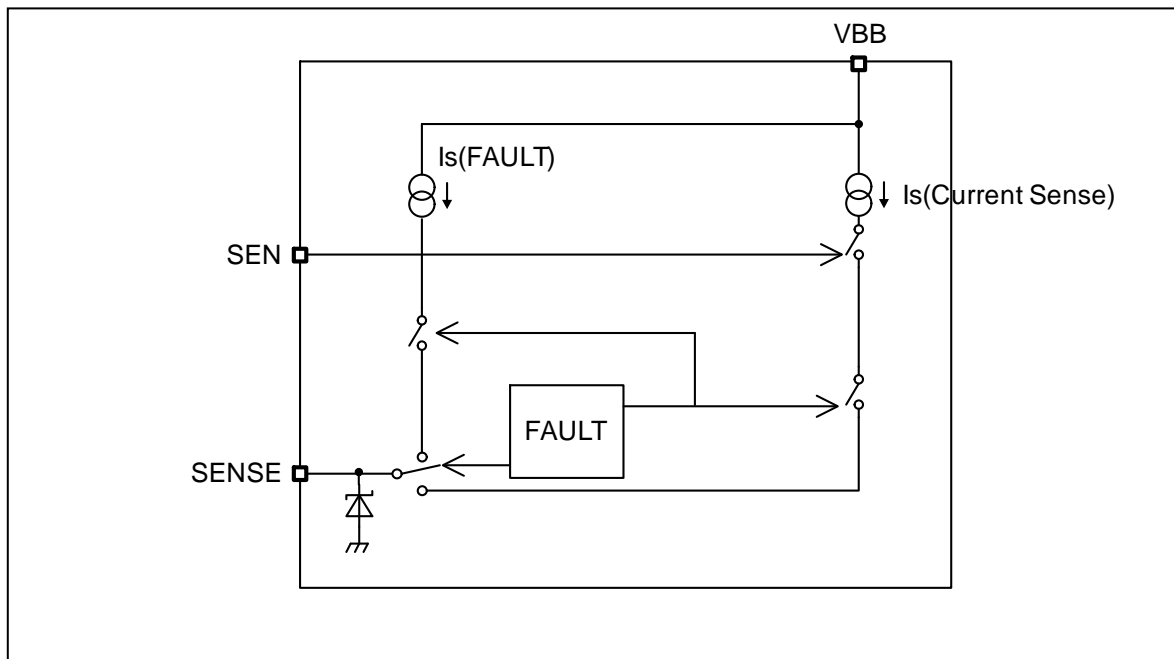 VBB
Is(FAULT)
Is(Current Sense)
SEN
FAULT
SENSE